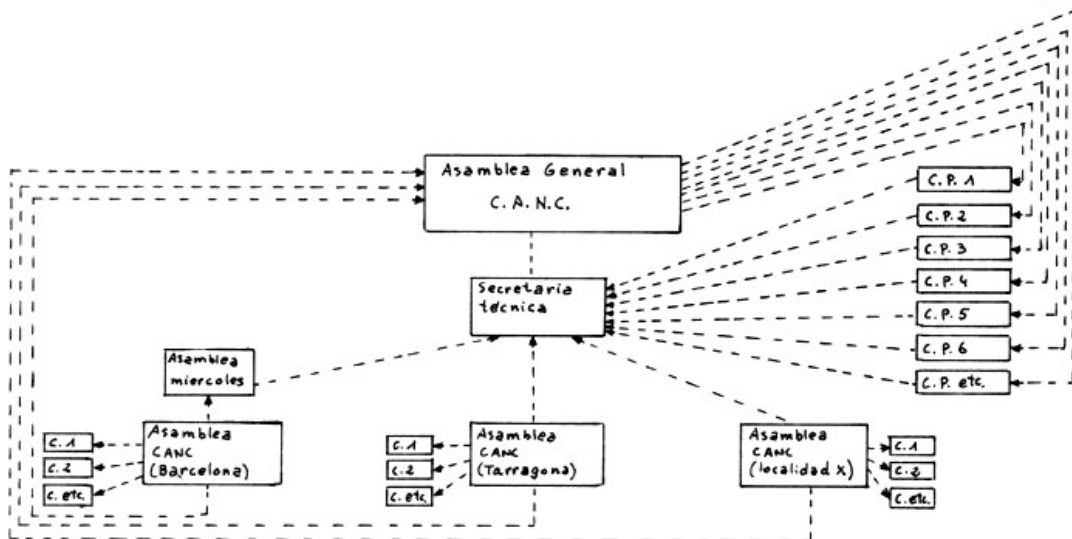 Asamblea General
C.A.N.C.
C.P. 1
C.P. 2
C.P. 3
C.P. 4
C.P. 5
C.P. 6
C.P. etc.
Secretaria
técnica
Asamblea
miercoles
C.1
C.2
C. etc.
Asamblea
CANC
(Barcelona)
C.1
C.2
C. etc.
Asamblea
CANC
(Tarragona)
Asamblea
CANC
(localidad X)
C.1
C.2
C. etc.